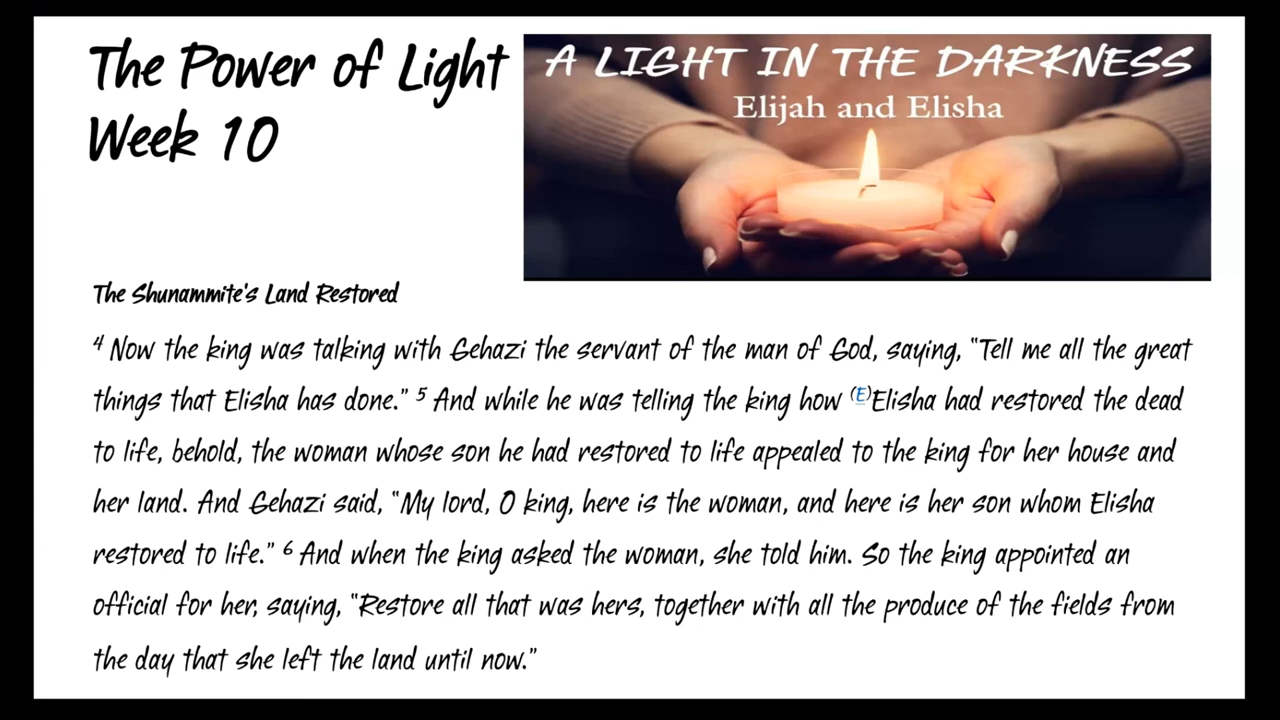 The Power of Light
Week 10
A LIGHT IN THE DARKNESS
Elijah and Elisha
The Shunammite's Land Restored
4 Now the king was talking with Gehazi the servant of the man of God, saying, “Tell me all the great
things that Elisha has done.” 5 And while he was telling the king how (E)Elisha had restored the dead
to life, behold, the woman whose son he had restored to life appealed to the king for her house and
her land. And Gehazi said, “My lord, O king, here is the woman, and here is her son whom Elisha
restored to life.” 6 And when the king asked the woman, she told him. So the king appointed an
official for her, saying, “Restore all that was hers, together with all the produce of the fields from
the day that she left the land until now.”